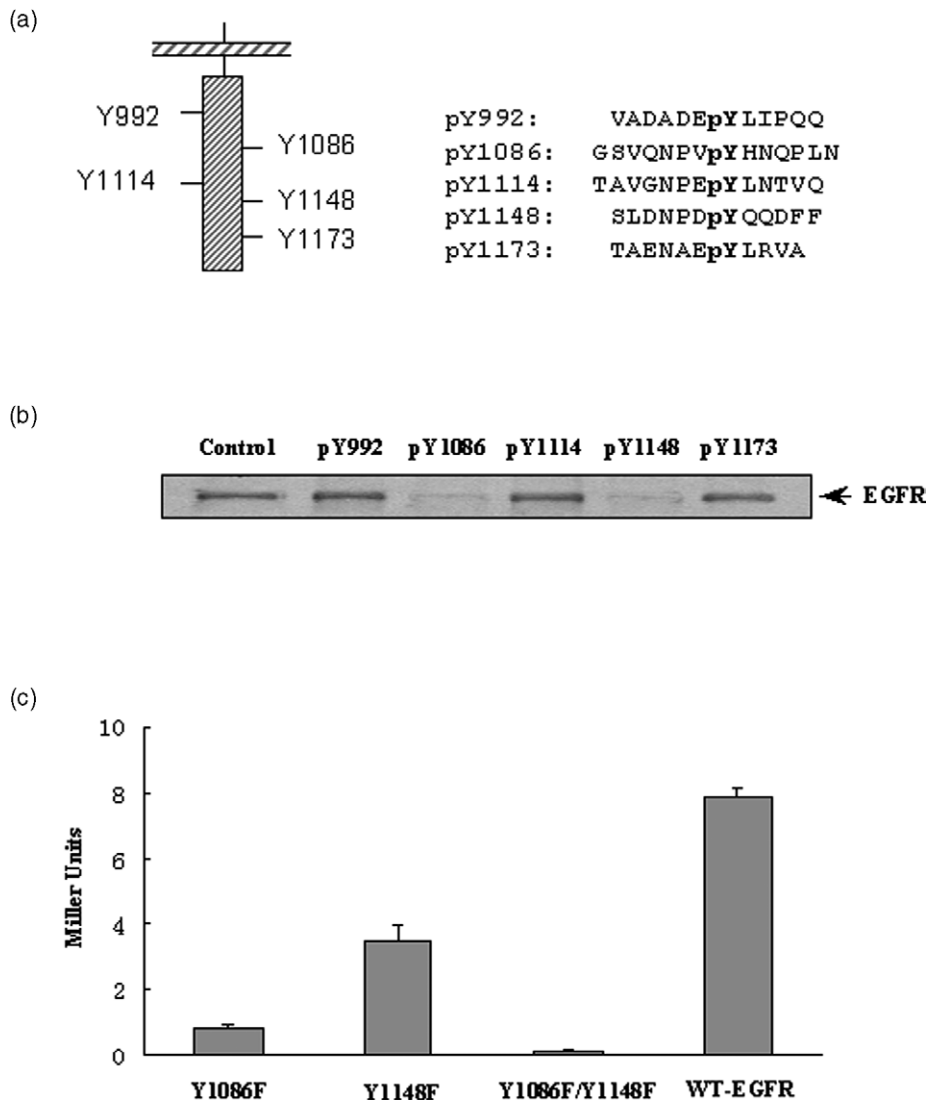 (a)
Y992
Y1086
Y1114
Y1148
Y1173
pY992: VADADEpYLIPQQ
pY1086: GSVQNPVpYHNQPLN
pY1114: TAVGNPEpYLNTVQ
pY1148: SLDNPDpYQQDFF
pY1173: TAENAEpYLRVA
(b)
Control pY992 pY1086 pY1114 pY1148 pY1173
EGFR
(c)
Miller Units
10
8
6
4
2
0
Y1086F Y1148F Y1086F/Y1148F WT-EGFR